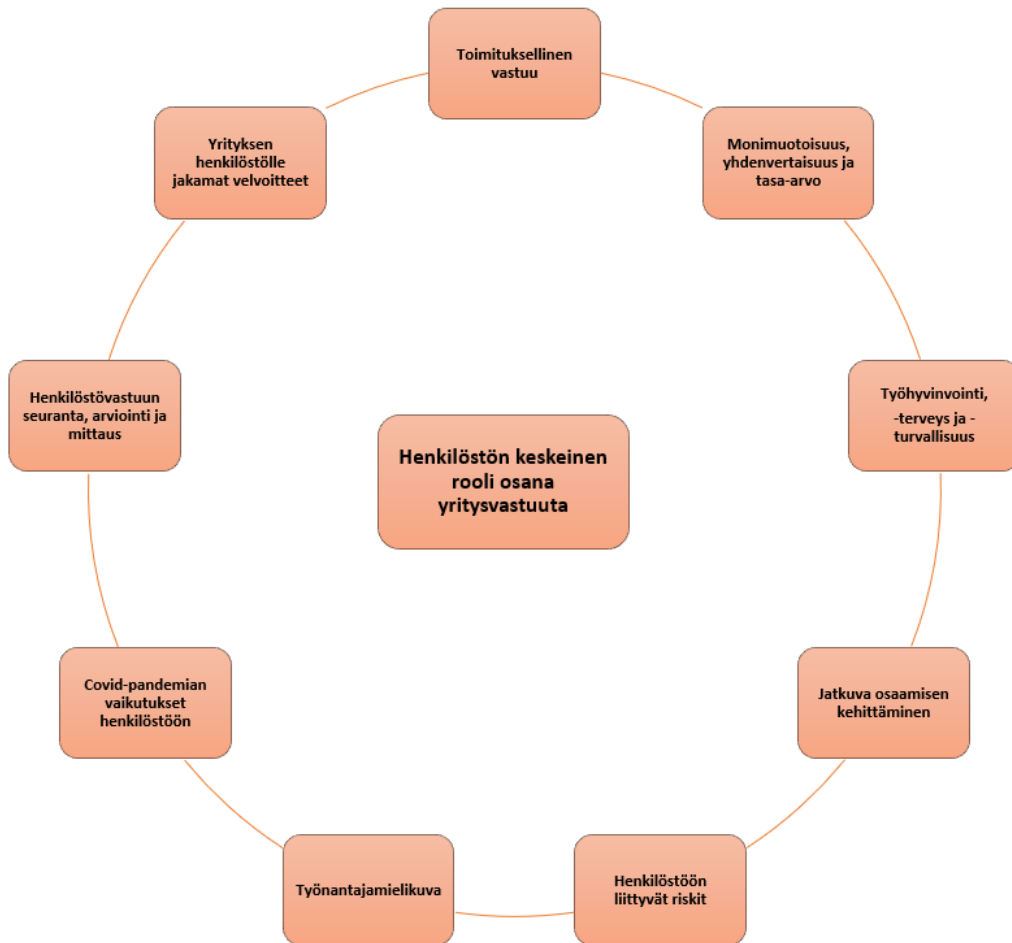 Toimituksellinen
vastuu
Monimuotoisuus,
yhdenvertaisuus ja
tasa-arvo
Työhyvinvointi,
-terveys ja -
turvallisuus
Jatkuva osaamisen
kehittäminen
Henkilöstöön
liittyvät riskit
Työnantajamielikuva
Covid-pandemian
vaikutukset
henkilöstöön
Henkilöstövastuun
seuranta, arviointi ja
mittaus
Yrityksen
henkilöstölle
jakamat velvoitteet
Henkilöstön keskeinen
rooli osana
yritysvastuuta